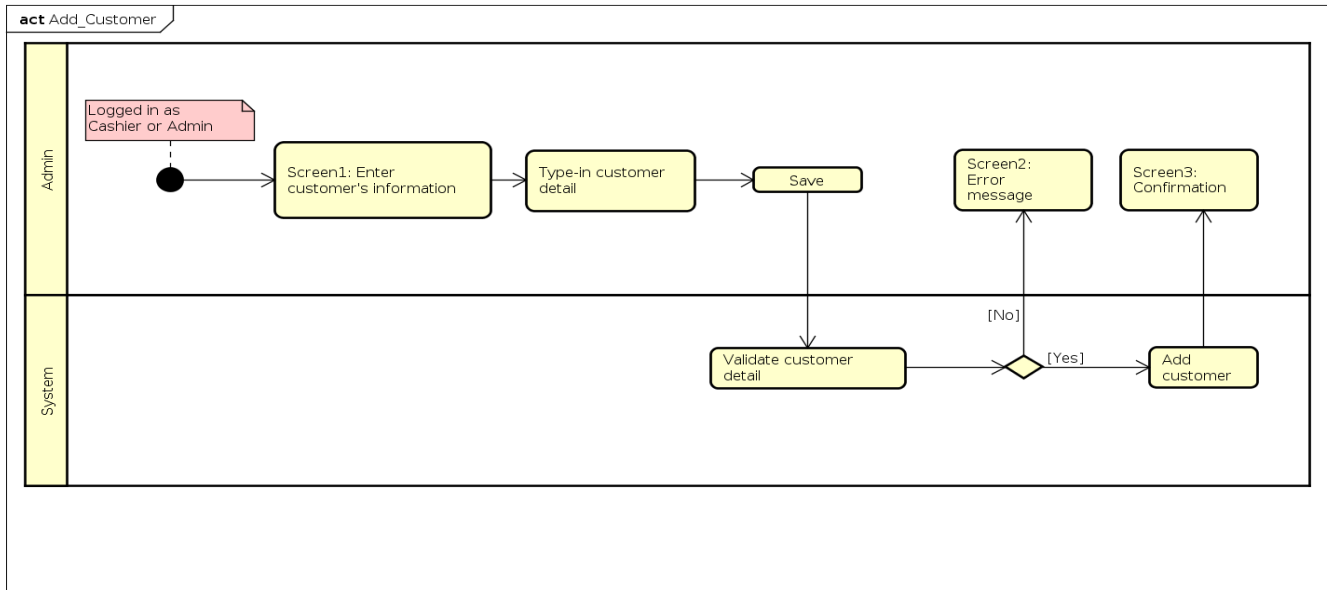 act Add_Customer
Admin
Logged in as
Cashier or Admin
Screen1: Enter
customer's information
Type-in customer
detail
Save
Screen2:
Error
message
Screen3:
Confirmation
System
Validate customer
detail
[No]
[Yes]
Add
customer